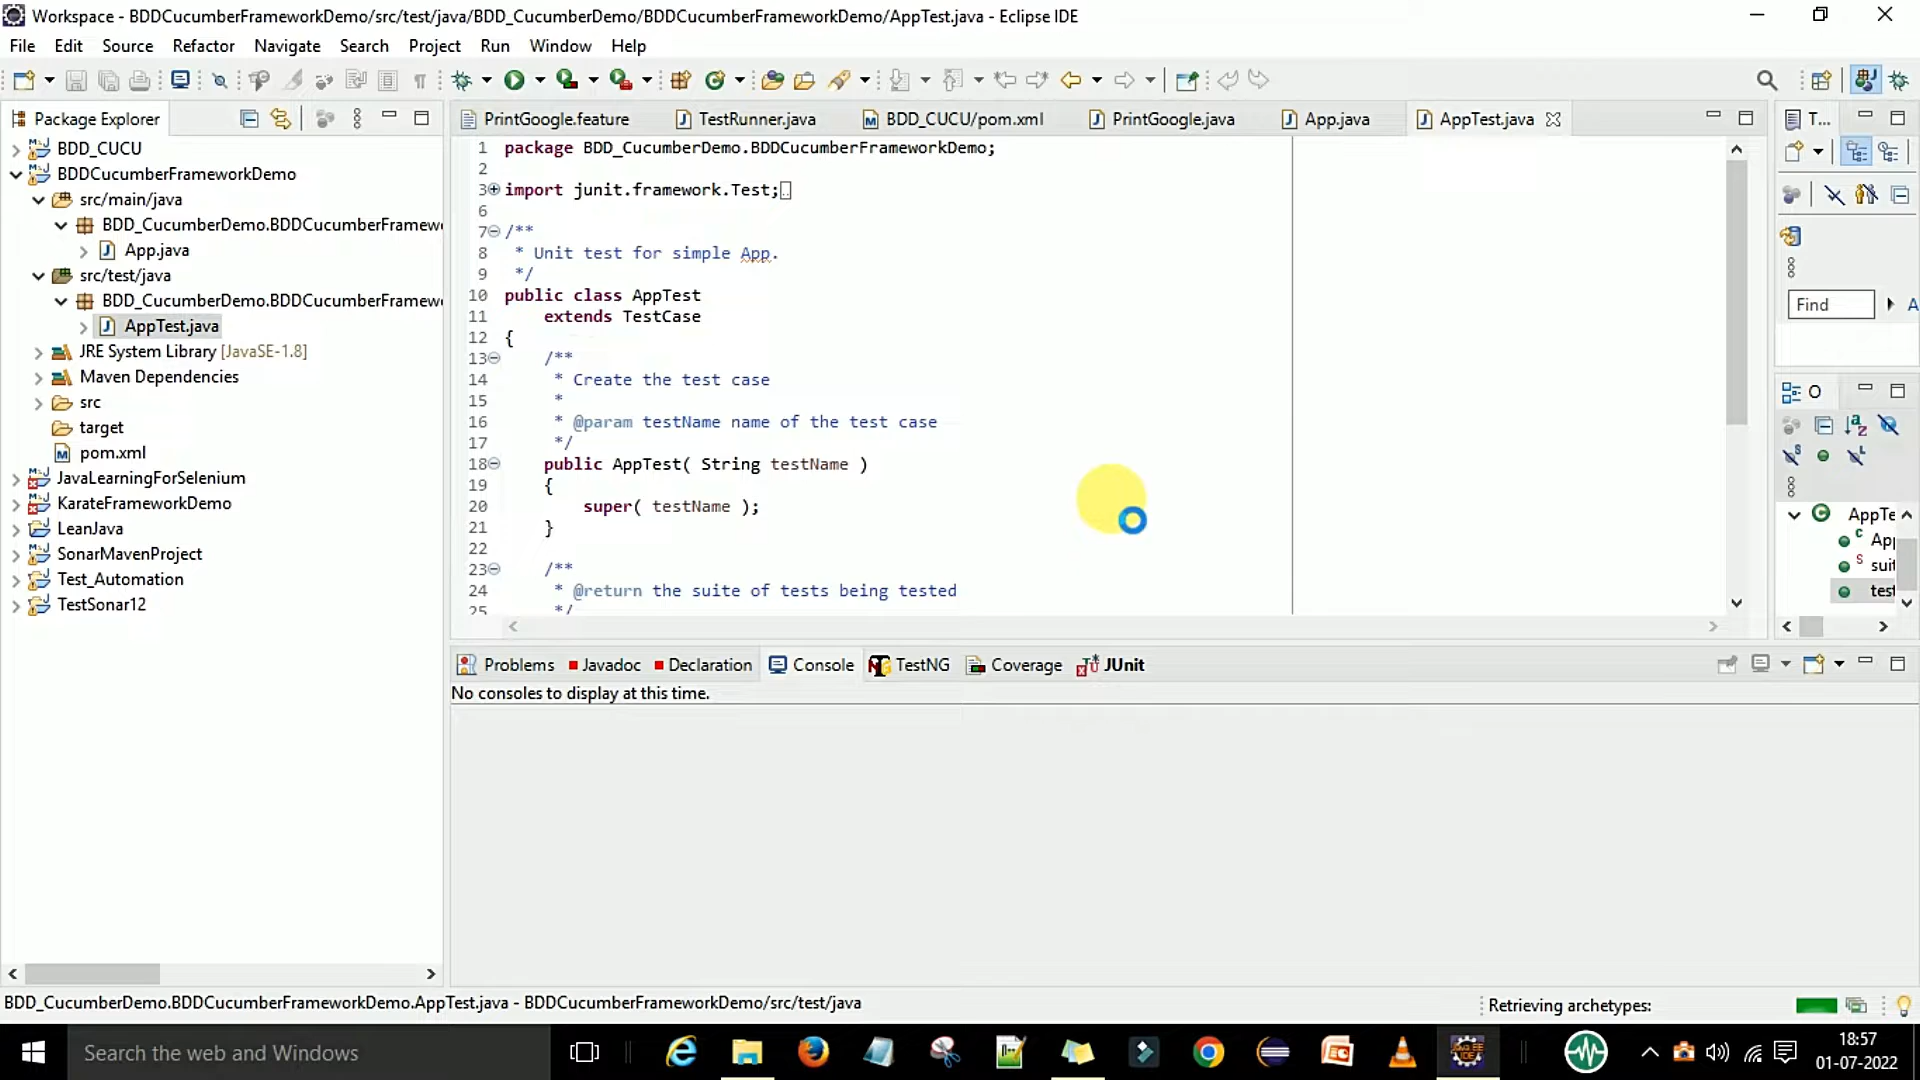 Workspace - BDDCucumberFrameworkDemo/src/test/java/BDD_CucumberDemo/BDDCucumberFrameworkDemo/AppTest.java - Eclipse IDE
File Edit Source Refactor Navigate Search Project Run Window Help
Package Explorer
BDD_CUCU
BDDCucumberFrameworkDemo
src/main/java
BDD_CucumberDemo.BDDCucumberFramew
App.java
src/test/java
BDD_CucumberDemo.BDDCucumberFramew
AppTest.java
JRE System Library [JavaSE-1.8]
Maven Dependencies
src
target
pom.xml
JavaLearningForSelenium
KarateFrameworkDemo
LeanJava
SonarMavenProject
Test_Automation
TestSonar12
PrintGoogle.feature TestRunner.java BDD_CUCU/pom.xml PrintGoogle.java App.java AppTest.java
1 package BDD_CucumberDemo.BDDCucumberFrameworkDemo;
2
3 import junit.framework.Test;
6
7 /**
8 * Unit test for simple App.
9 */
10 public class AppTest
11 extends TestCase
12 {
13 /**
14 * Create the test case
15 *
16 * @param testName name of the test case
17 */
18 public AppTest( String testName )
19 {
20 super( testName );
21 }
22
23 /**
24 * @return the suite of tests being tested
25 */
T...
Find
O
AppTe
App
suit
test
Problems Javadoc Declaration Console TestNG Coverage JUnit
No consoles to display at this time.
BDD_CucumberDemo.BDDCucumberFrameworkDemo.AppTest.java - BDDCucumberFrameworkDemo/src/test/java
Retrieving archetypes:
Search the web and Windows
18:57
01-07-2022